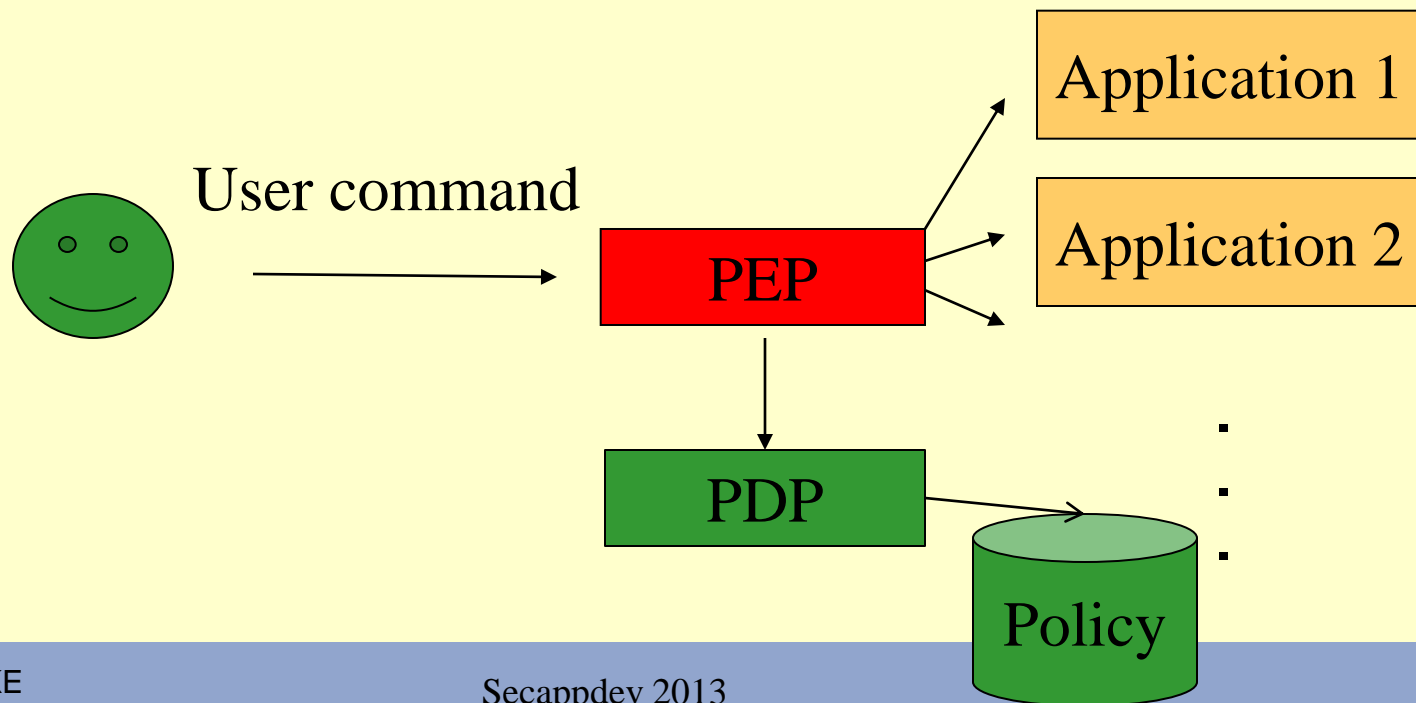 Application 1
User command
Application 2
PEP
PDP
Policy
Secappdev 2013